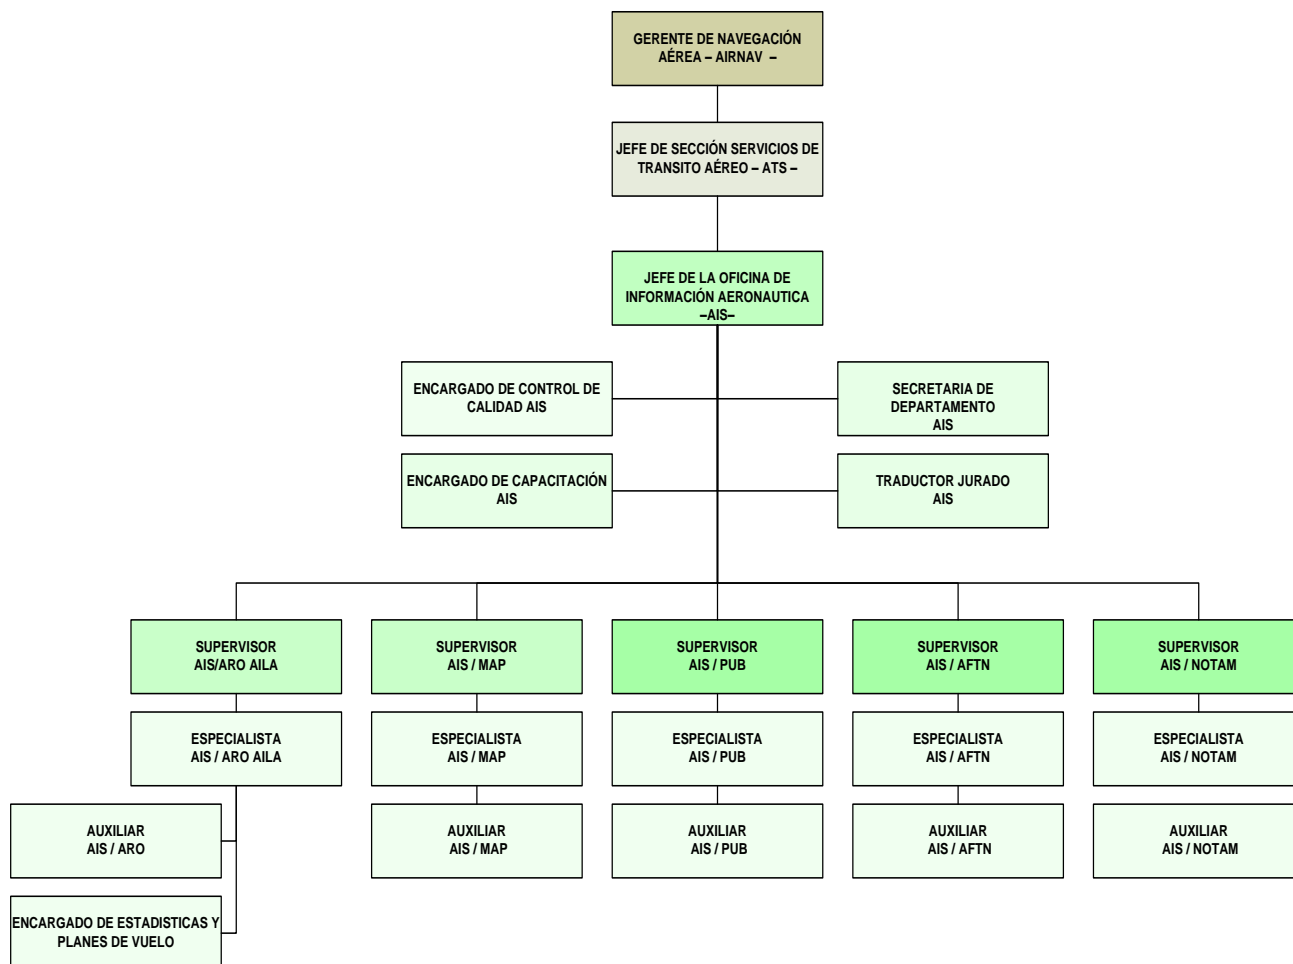 GERENTE DE NAVEGACIÓN
AÉREA – AIRNAV –
JEFE DE SECCIÓN SERVICIOS DE
TRANSITO AÉREO – ATS –
JEFE DE LA OFICINA DE
INFORMACIÓN AERONAUTICA
–AIS–
ENCARGADO DE CONTROL DE
CALIDAD AIS
SECRETARIA DE
DEPARTAMENTO
AIS
ENCARGADO DE CAPACITACIÓN
AIS
TRADUCTOR JURADO
AIS
SUPERVISOR
AIS/ARO AILA
SUPERVISOR
AIS / MAP
SUPERVISOR
AIS / PUB
SUPERVISOR
AIS / AFTN
SUPERVISOR
AIS / NOTAM
ESPECIALISTA
AIS / ARO AILA
ESPECIALISTA
AIS / MAP
ESPECIALISTA
AIS / PUB
ESPECIALISTA
AIS / AFTN
ESPECIALISTA
AIS / NOTAM
AUXILIAR
AIS / ARO
AUXILIAR
AIS / MAP
AUXILIAR
AIS / PUB
AUXILIAR
AIS / AFTN
AUXILIAR
AIS / NOTAM
ENCARGADO DE ESTADISTICAS Y
PLANES DE VUELO